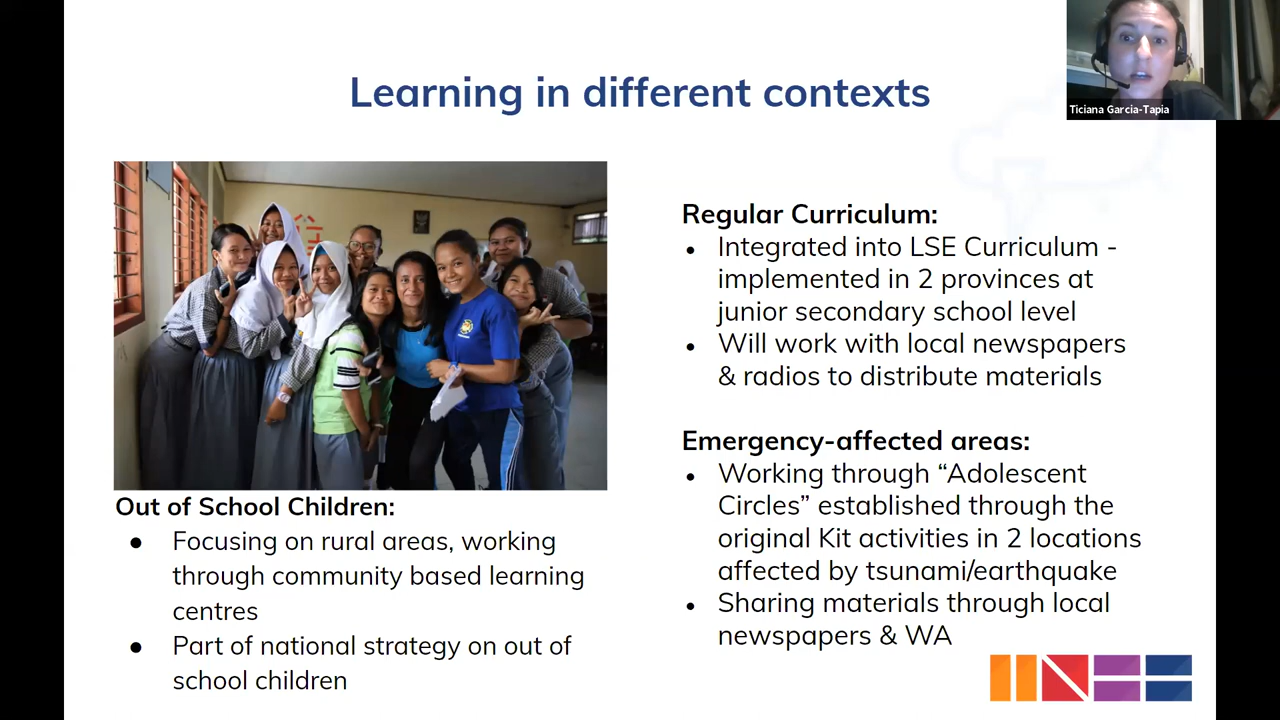 Learning in different contexts
Ticiana Garcia-Tapia
Out of School Children:
● Focusing on rural areas, working
through community based learning
centres
● Part of national strategy on out of
school children
Regular Curriculum:
• Integrated into LSE Curriculum -
implemented in 2 provinces at
junior secondary school level
• Will work with local newspapers
& radios to distribute materials
Emergency-affected areas:
• Working through “Adolescent
Circles” established through the
original Kit activities in 2 locations
affected by tsunami/earthquake
• Sharing materials through local
newspapers & WA
INEE